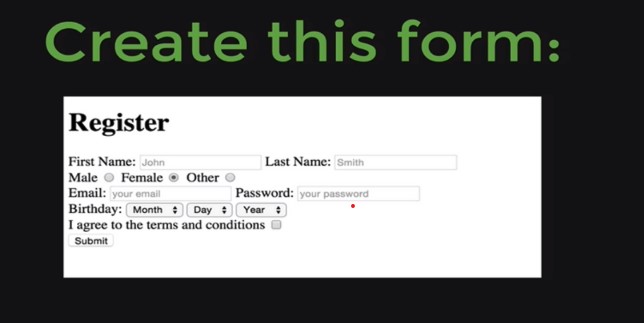 Create this form:
Register
First Name: John Last Name: Smith
Male Female Other
Email: your email Password: your password
Birthday: Month Day Year
I agree to the terms and conditions
Submit